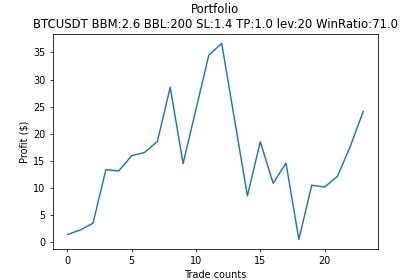 Portfolio
BTCUSDT BBM:2.6 BBL:200 SL:1.4 TP:1.0 lev:20 WinRatio:71.0
35
30
25
20
15
10
5
0
Profit ($)
0 5 10 15 20
Trade counts